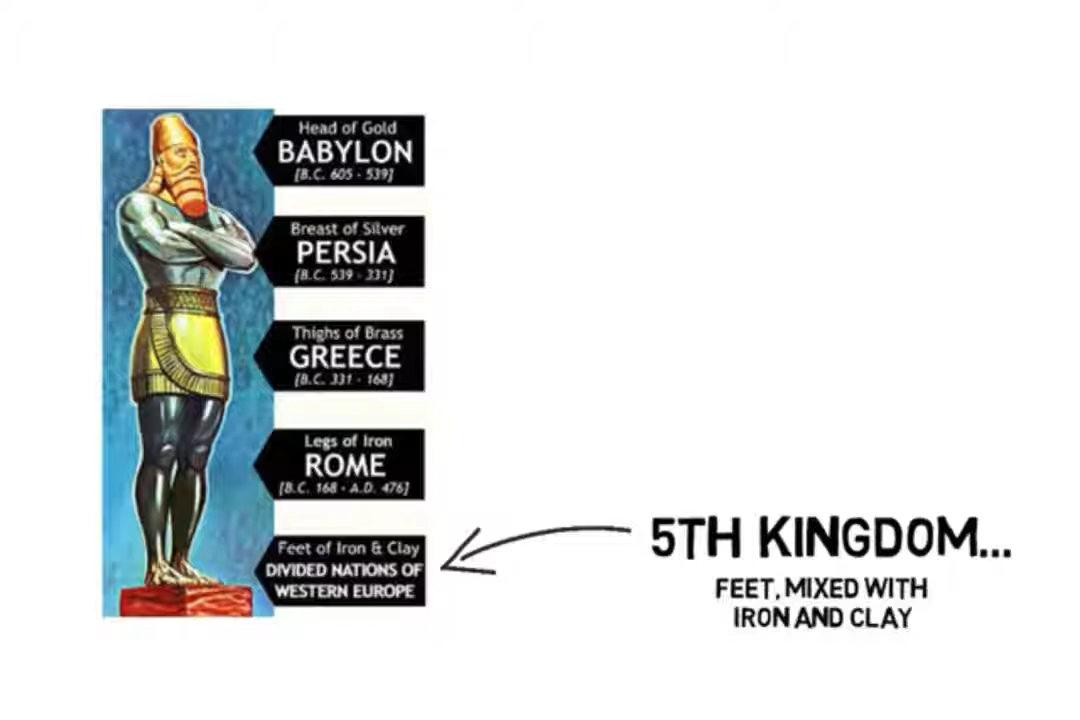 Head of Gold
BABYLON
[B.C. 605 - 539]
Breast of Silver
PERSIA
[B.C. 539 - 331]
Thighs of Brass
GREECE
[B.C. 331 - 168]
Legs of Iron
ROME
[B.C. 168 - A.D. 476]
Feet of Iron & Clay
DIVIDED NATIONS OF
WESTERN EUROPE
5TH KINGDOM...
FEET, MIXED WITH
IRON AND CLAY